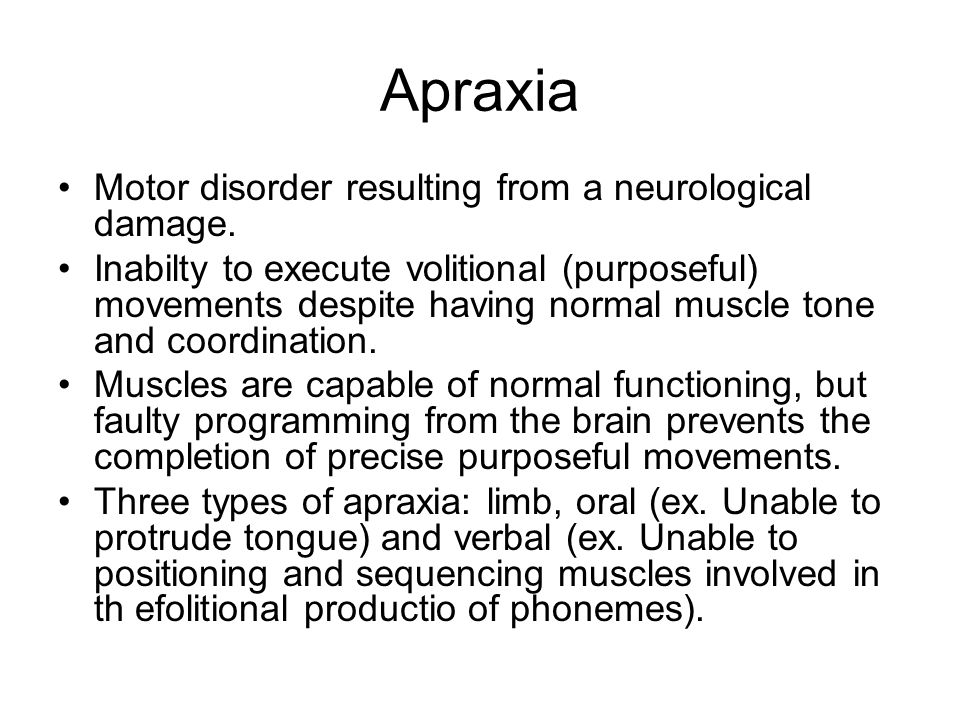 Apraxia
• Motor disorder resulting from a neurological
damage.
• Inabilty to execute volitional (purposeful)
movements despite having normal muscle tone
and coordination.
• Muscles are capable of normal functioning, but
faulty programming from the brain prevents the
completion of precise purposeful movements.
• Three types of apraxia: limb, oral (ex. Unable to
protrude tongue) and verbal (ex. Unable to
positioning and sequencing muscles involved in
th efolitional productio of phonemes).